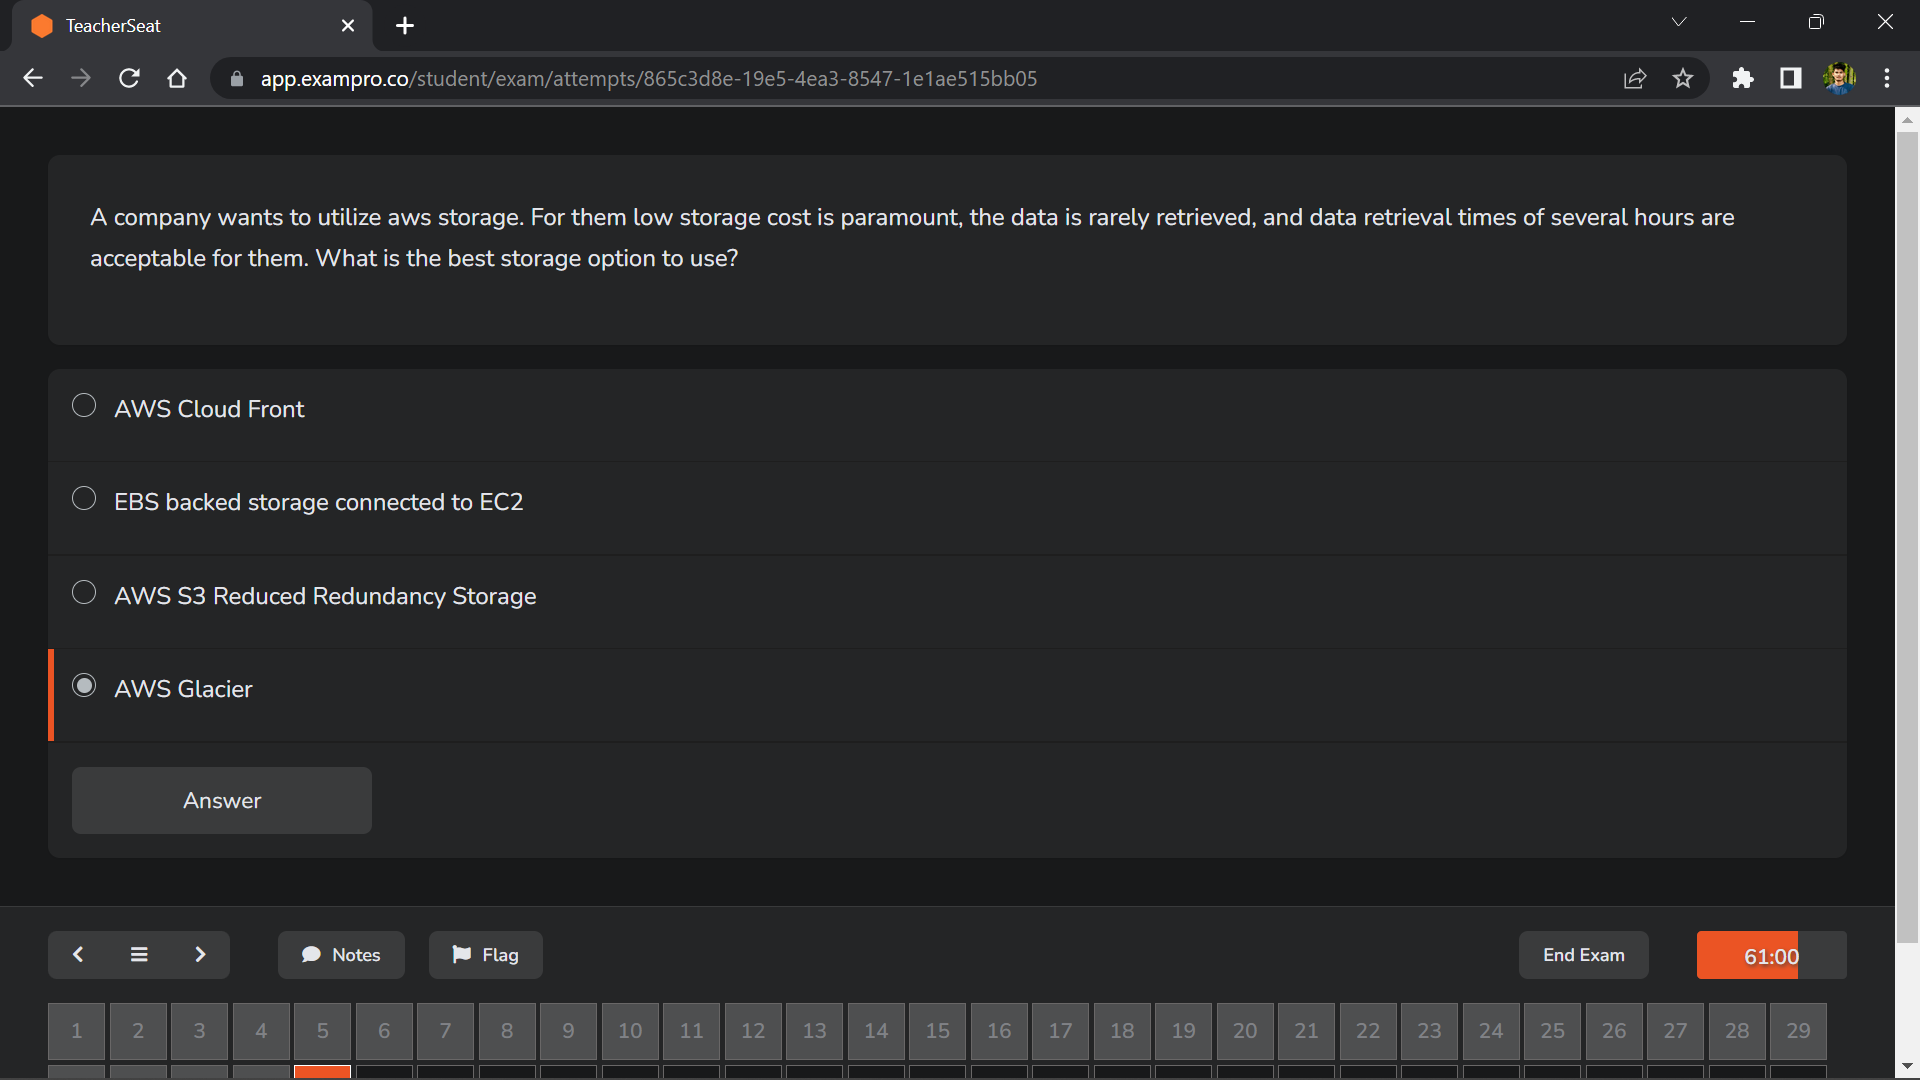 TeacherSeat
app.exampro.co/student/exam/attempts/865c3d8e-19e5-4ea3-8547-1e1ae515bb05
A company wants to utilize aws storage. For them low storage cost is paramount, the data is rarely retrieved, and data retrieval times of several hours are
acceptable for them. What is the best storage option to use?
AWS Cloud Front
EBS backed storage connected to EC2
AWS S3 Reduced Redundancy Storage
AWS Glacier
Answer
Notes Flag End Exam 61:00
1 2 3 4 5 6 7 8 9 10 11 12 13 14 15 16 17 18 19 20 21 22 23 24 25 26 27 28 29